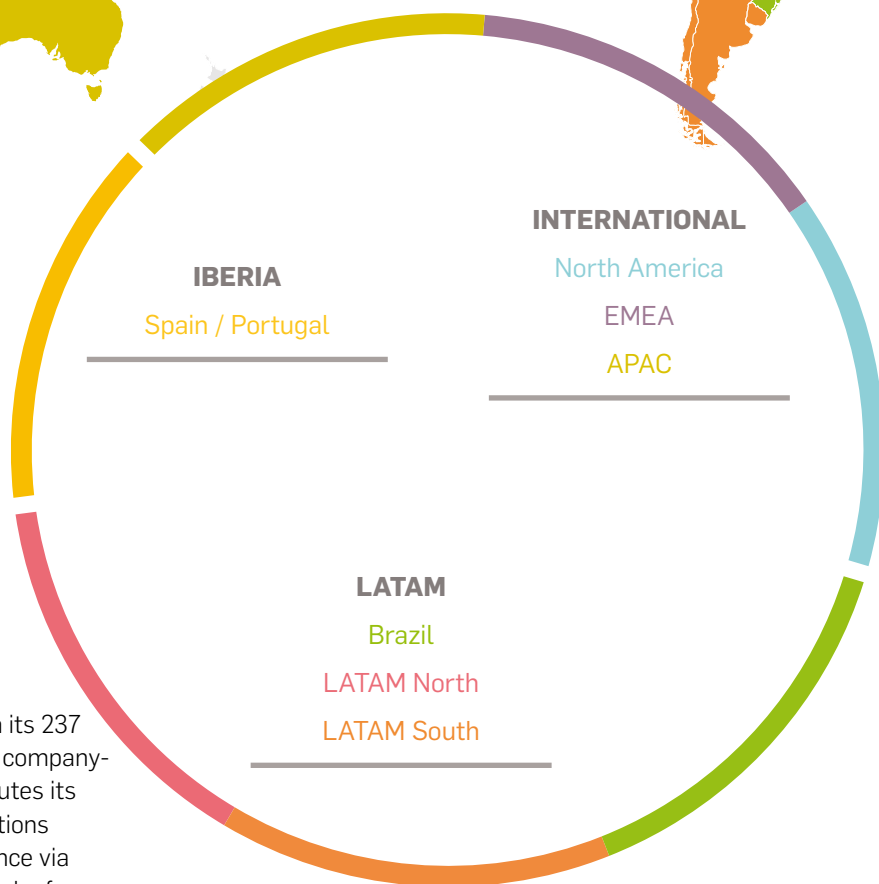 IBERIA
Spain / Portugal
INTERNATIONAL
North America
EMEA
APAC
LATAM
Brazil
LATAM North
LATAM South
its 237
company-
utes its
tions
nce via